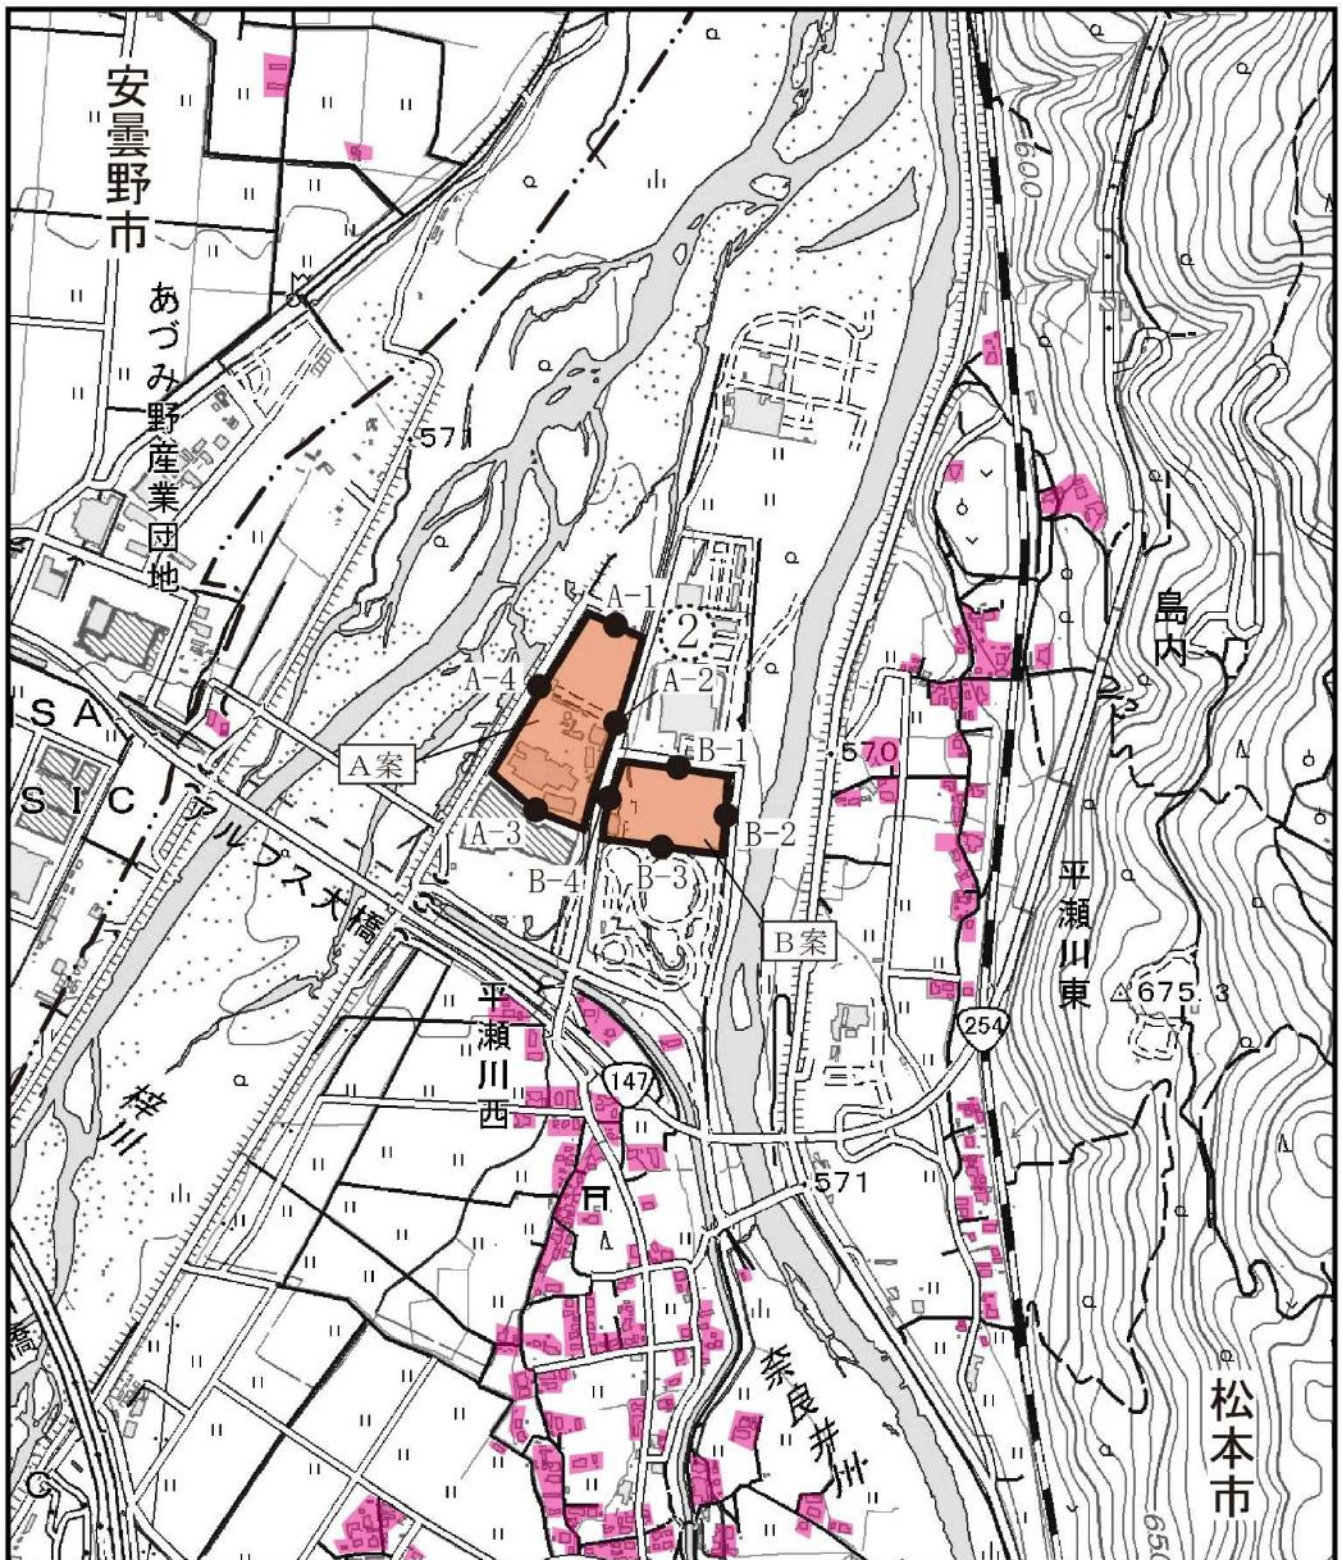 安曇野市
600
あづみ野産業団地
571
A-1
2
島内
A-4
A-2
SA
B-1
570
A案
SIC
A-3
B-2
アルプス大橋
B-4
B-3
平瀬川東
B案
675.3
平瀬川西
254
147
梓川
571
橋
奈良井川
松本市
65